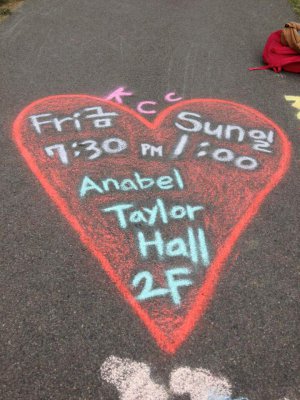 KCC
Fri금 Sun일
7:30 PM 1:00
Anabel
Taylor
Hall
2F